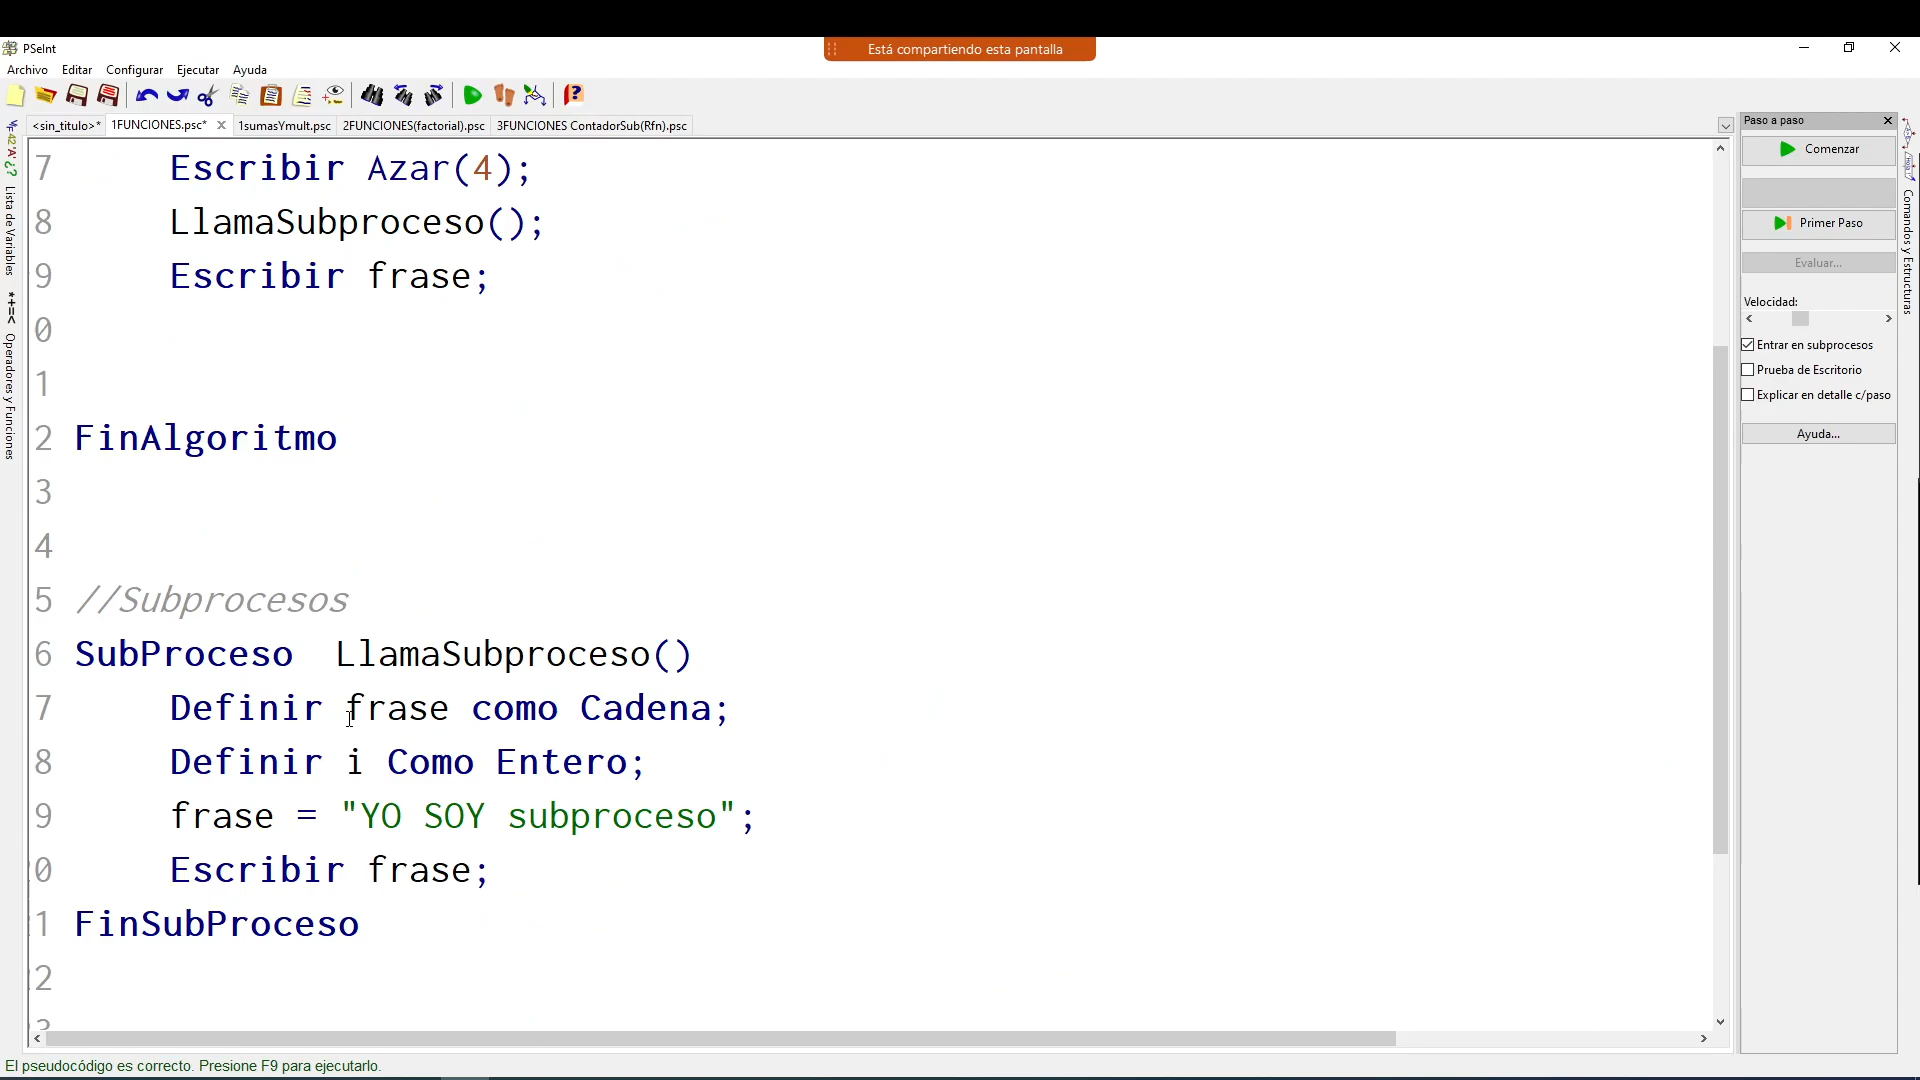 Está compartiendo esta pantalla
PSeInt
Archivo Editar Configurar Ejecutar Ayuda
<sin_titulo>* 1FUNCIONES.psc* 1sumasYmult.psc 2FUNCIONES(factorial).psc 3FUNCIONES ContadorSub(Rfn).psc
Lista de Variables
*+=< Operadores y Funciones
7 Escribir Azar(4);
8 LlamaSubproceso();
9 Escribir frase;
0
1
2 FinAlgoritmo
3
4
5 //Subprocesos
6 SubProceso LlamaSubproceso()
7 Definir frase como Cadena;
8 Definir i Como Entero;
9 frase = "YO SOY subproceso";
0 Escribir frase;
1 FinSubProceso
2
Paso a paso
Comenzar
Primer Paso
Evaluar...
Velocidad:
Entrar en subprocesos
Prueba de Escritorio
Explicar en detalle c/paso
Ayuda...
Comandos y Estructuras
El pseudocódigo es correcto. Presione F9 para ejecutarlo.